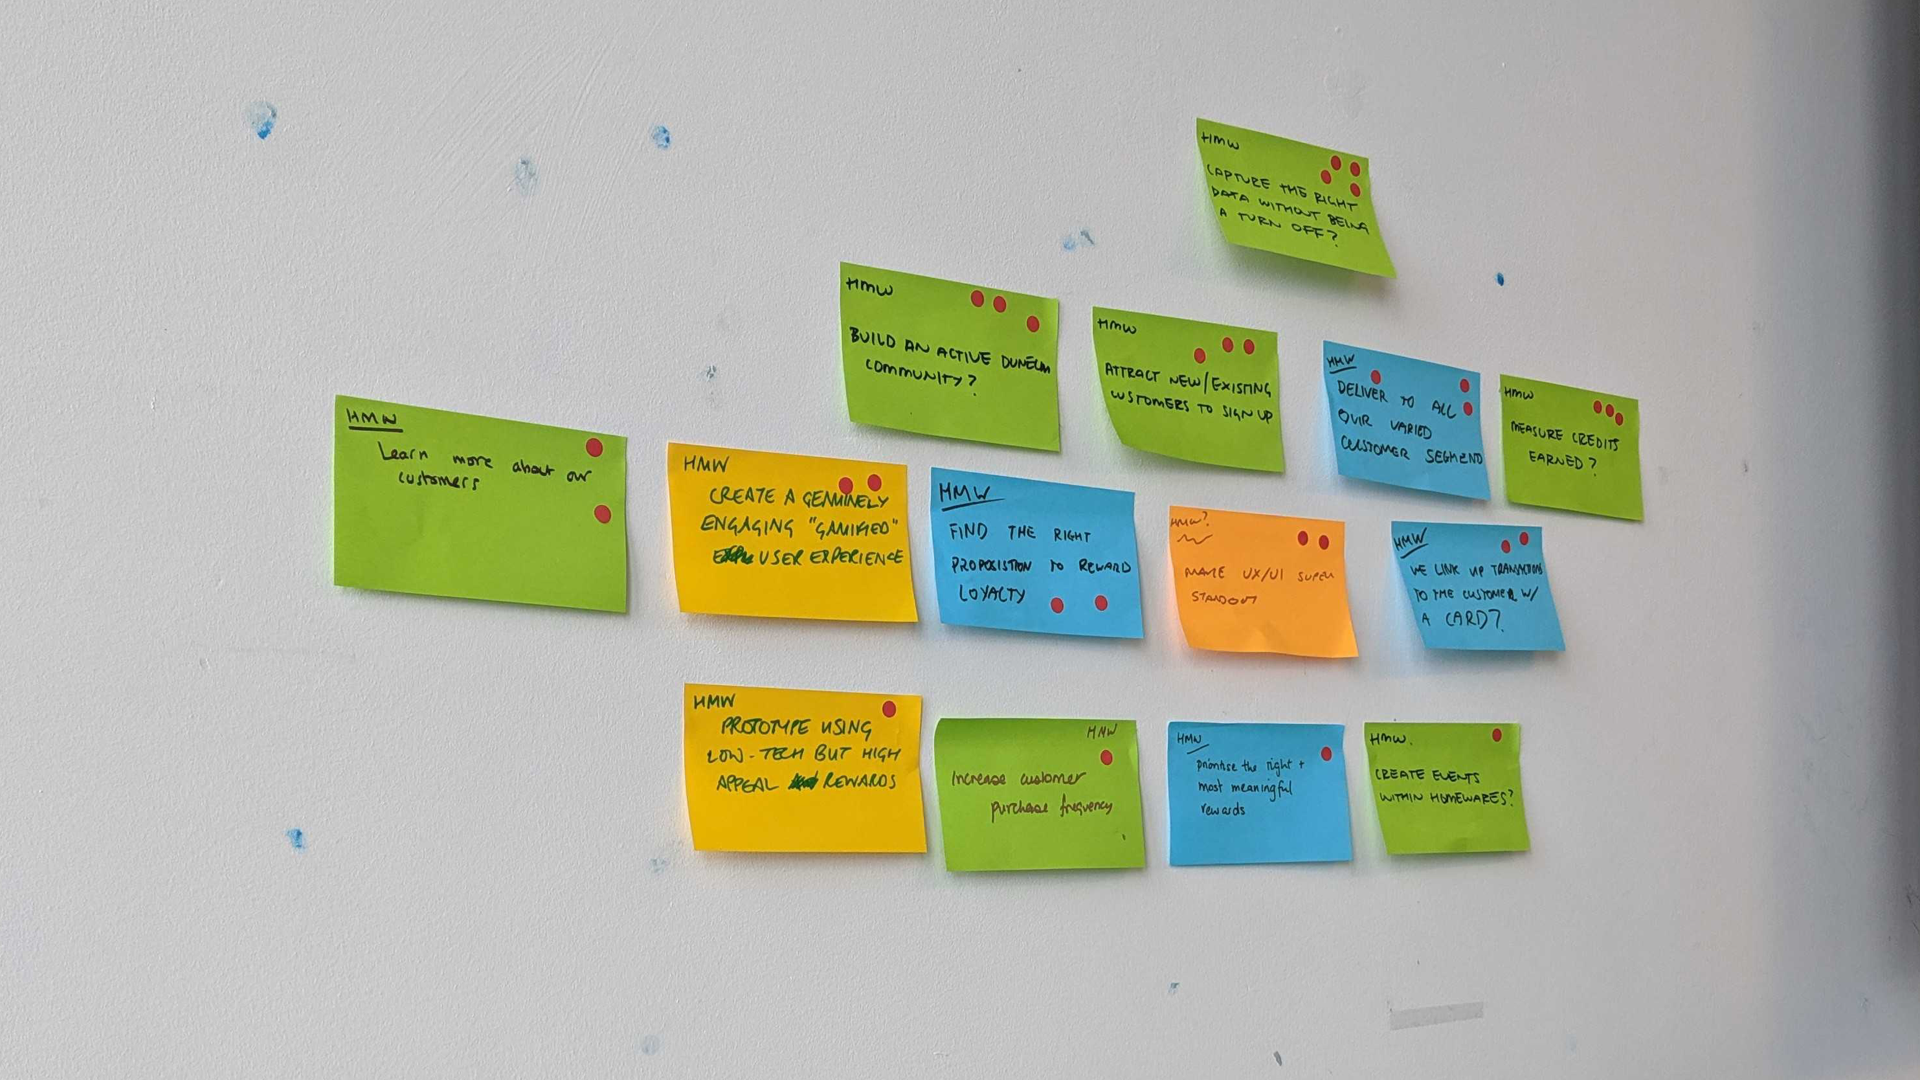 HMW
CAPTURE THE RIGHT
DATA WITHOUT BEING
A TURN OFF?
HMW
BUILD AN ACTIVE DUNELM
COMMUNITY?
HMW
ATTRACT NEW/EXISTING
CUSTOMERS TO SIGN UP
HMW
DELIVER TO ALL
OUR VARIED
CUSTOMER SEGMEND
HMW
MEASURE CREDITS
EARNED?
HMW
Learn more about our
customers
HMW
CREATE A GENUINELY
ENGAGING "GAMIFIED"
USER EXPERIENCE
HMW
FIND THE RIGHT
PROPOSISTION TO REWARD
LOYALTY
HMW?
MAKE UX/UI SUPER
STANDOUT
HMW
WE LINK UP TRANSACTIONS
TO THE CUSTOMER W/
A CARD?
HMW
PROTOTYPE USING
LOW-TECH BUT HIGH
APPEAL REWARDS
HMW
Increase customer
purchase frequency
HMW
prioritise the right +
most meaningful
rewards
HMW.
CREATE EVENTS
WITHIN HOMEWARES?